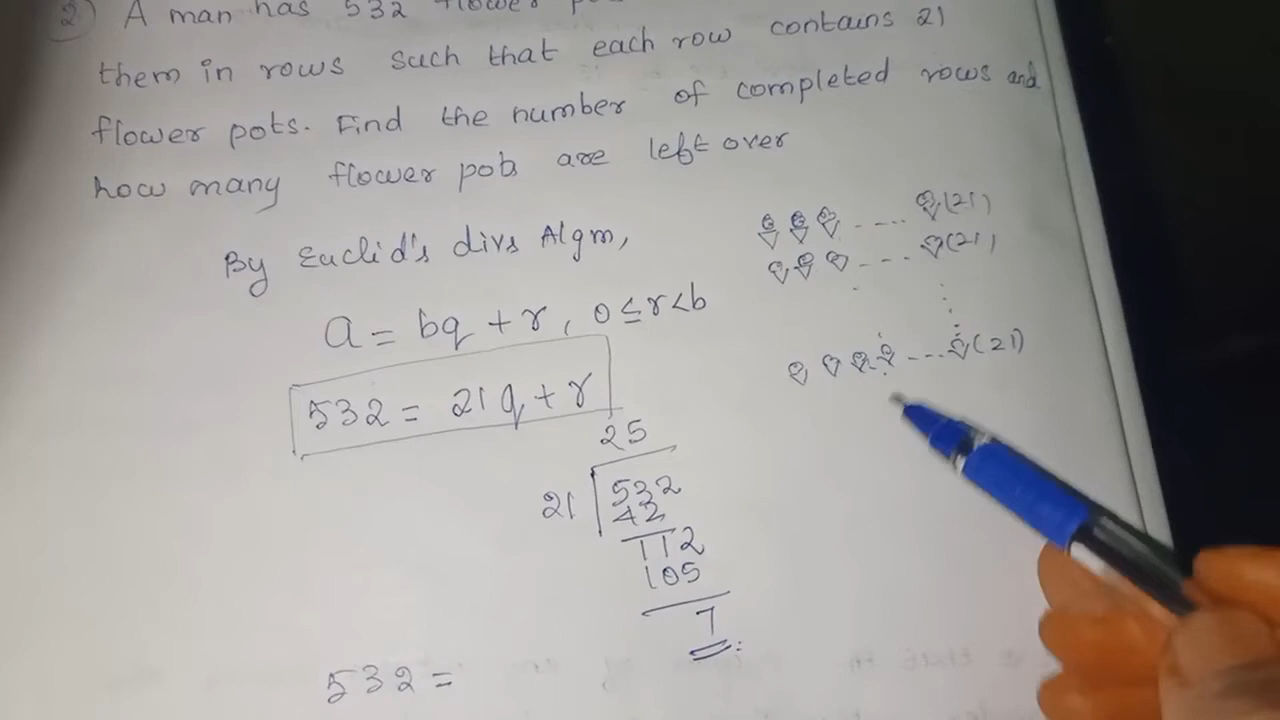 2) A man has 532 flower
them in rows such that each row contains 21
flower pots. Find the number of completed rows and
how many flower pots are left over
By Euclid's divs Algm,
a = bq + r, 0 ≤ r < b
532 = 21q + r
25
21 532
42
112
105
7
532 =
.... (21)
... (21)
... (21)